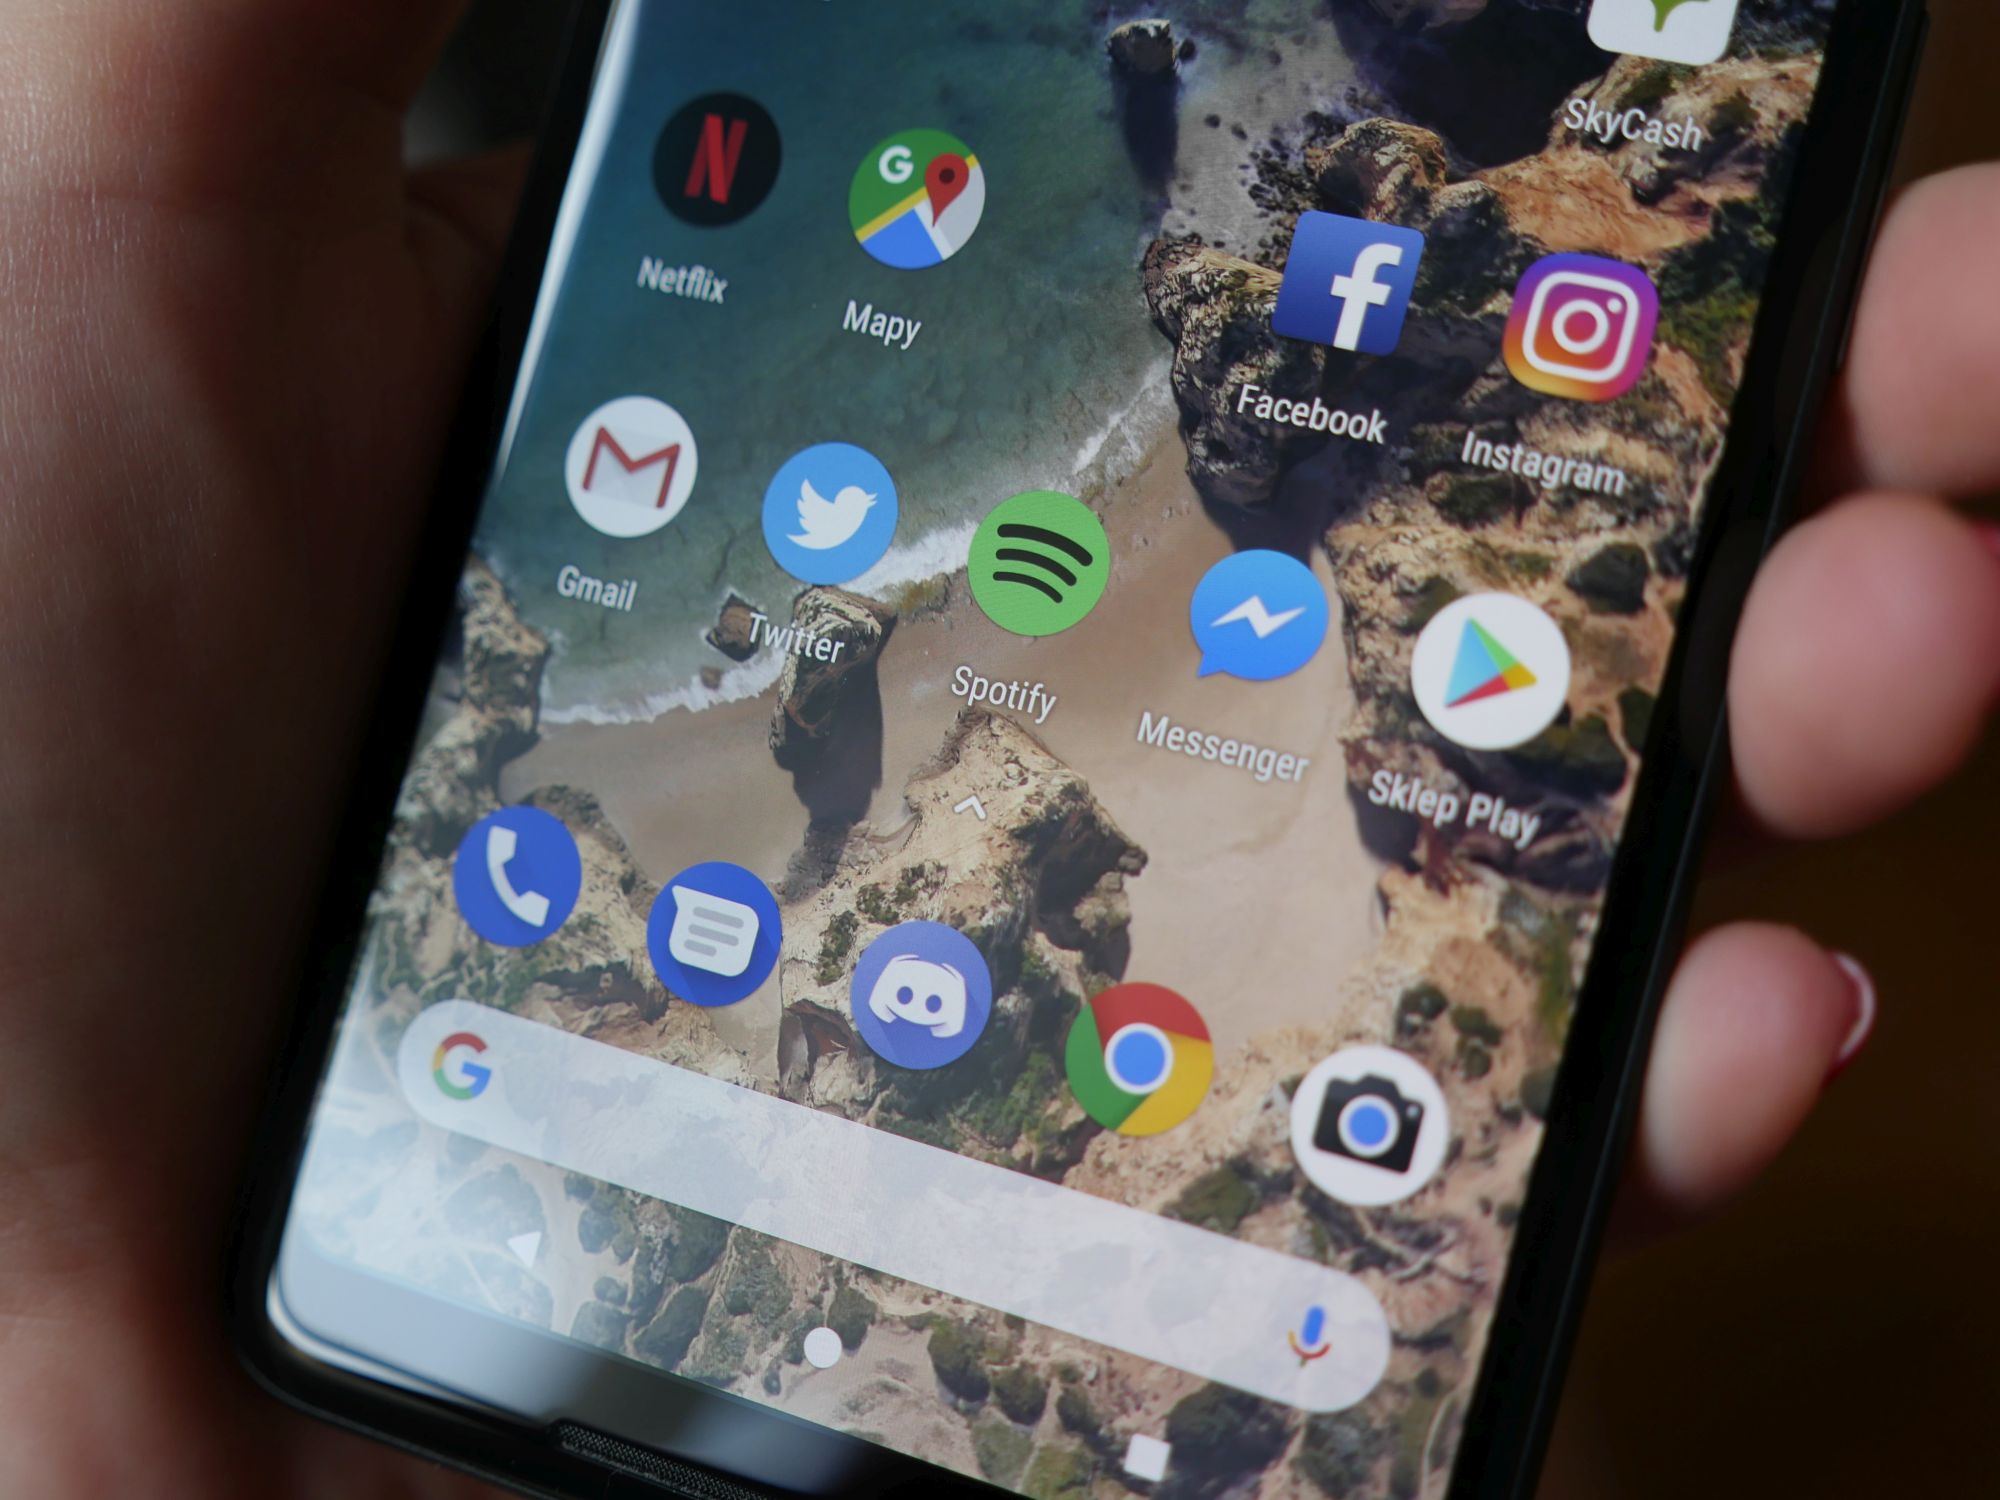 SkyCash
Netflix
Mapy
Facebook
Instagram
Gmail
Twitter
Spotify
Messenger
Sklep Play